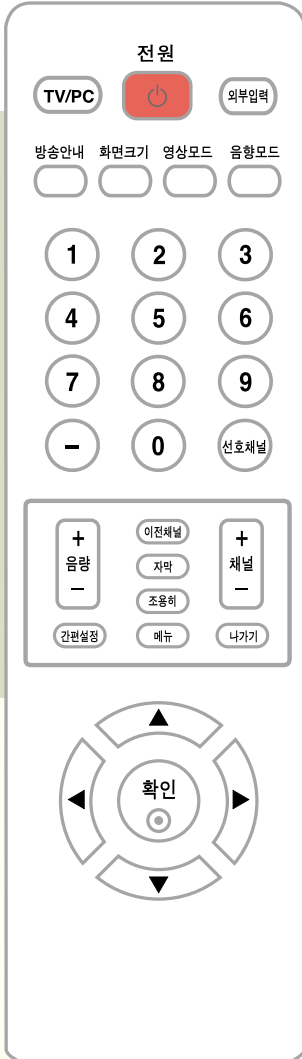 전원
TV/PC 외부입력
방송안내 화면크기 영상모드 음향모드
1 2 3
4 5 6
7 8 9
– 0 선호채널
+ 이전채널 +
음량 자막 채널
– 조용히 –
간편설정 메뉴 나가기
확인